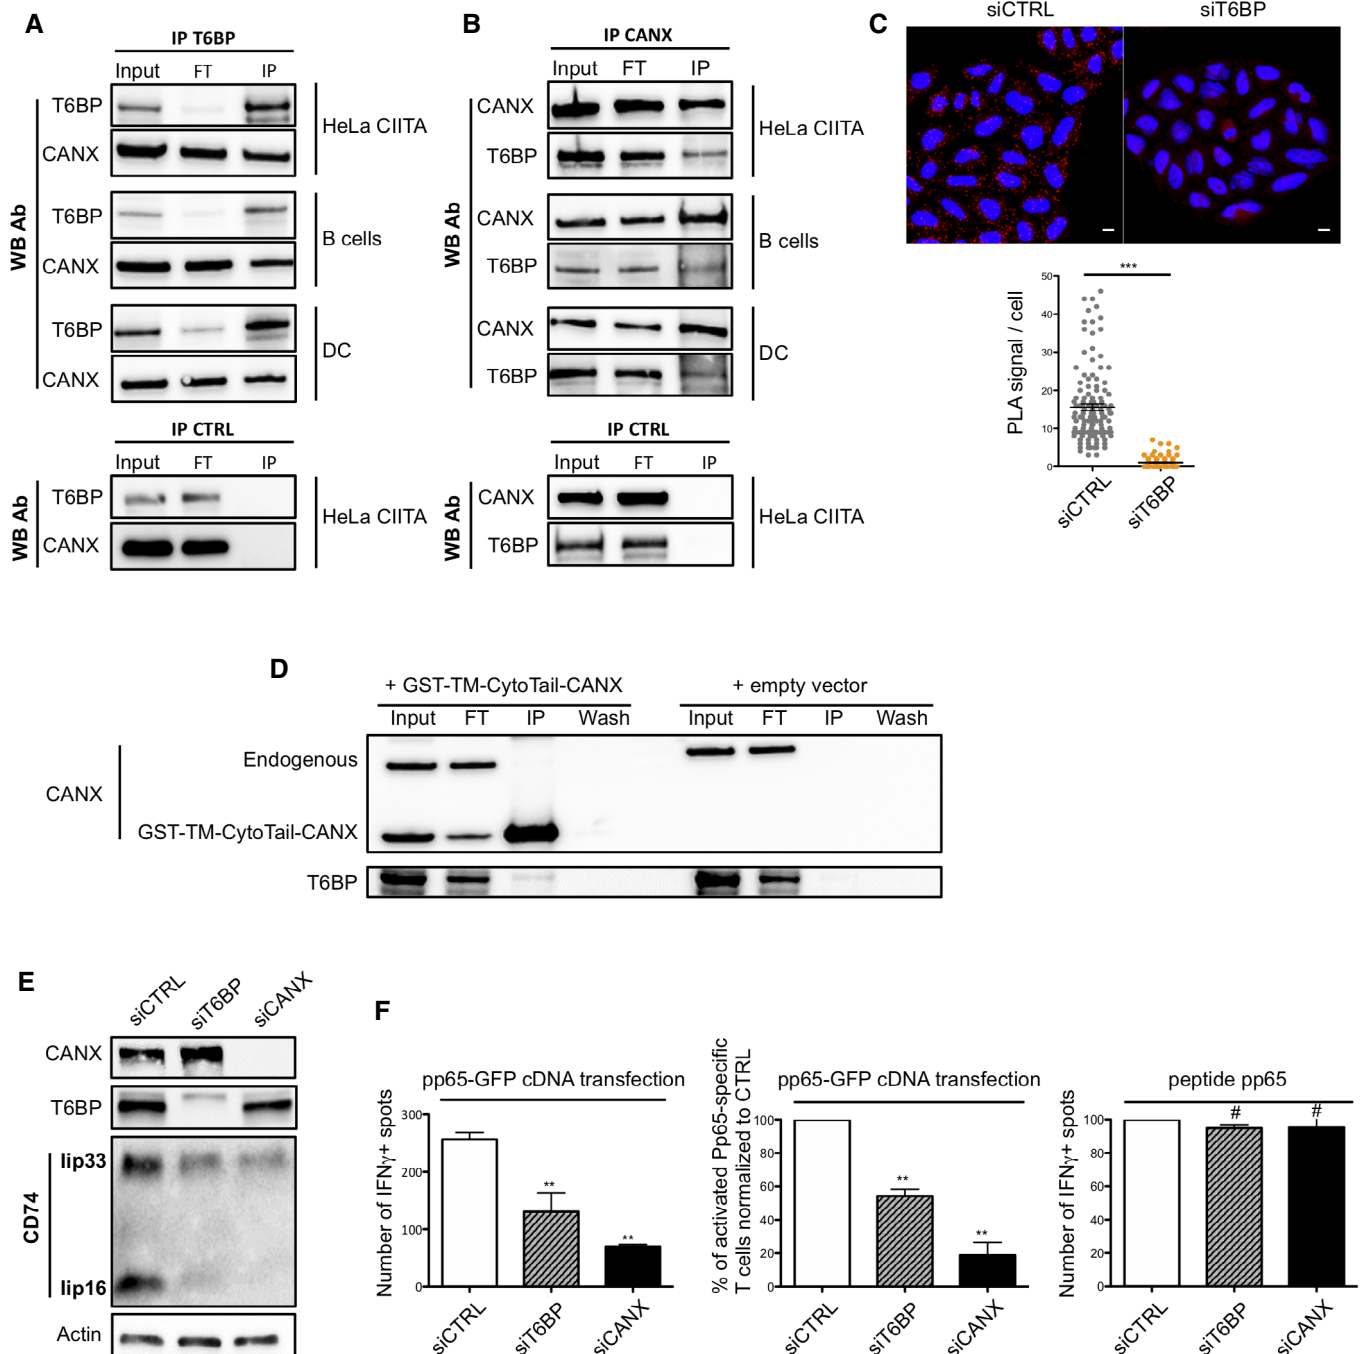 A
IP T6BP
Input FT IP
WB Ab
T6BP
CANX
HeLa CIITA
T6BP
CANX
B cells
T6BP
CANX
DC
IP CTRL
Input FT IP
WB Ab
T6BP
CANX
HeLa CIITA
B
IP CANX
Input FT IP
WB Ab
CANX
T6BP
HeLa CIITA
CANX
T6BP
B cells
CANX
T6BP
DC
IP CTRL
Input FT IP
WB Ab
CANX
T6BP
HeLa CIITA
C
siCTRL siT6BP
***
PLA signal / cell
50
40
30
20
10
0
siCTRL siT6BP
D
+ GST-TM-CytoTail-CANX + empty vector
Input FT IP Wash Input FT IP Wash
CANX
Endogenous
GST-TM-CytoTail-CANX
T6BP
E
siCTRL siT6BP siCANX
CANX
T6BP
CD74
Iip33
Iip16
Actin
F
pp65-GFP cDNA transfection
Number of IFNγ+ spots
300
200
100
0
** **
siCTRL siT6BP siCANX
pp65-GFP cDNA transfection
% of activated Pp65-specific
T cells normalized to CTRL
100
80
60
40
20
0
** **
siCTRL siT6BP siCANX
peptide pp65
Number of IFNγ+ spots
100
80
60
40
20
0
# #
siCTRL siT6BP siCANX